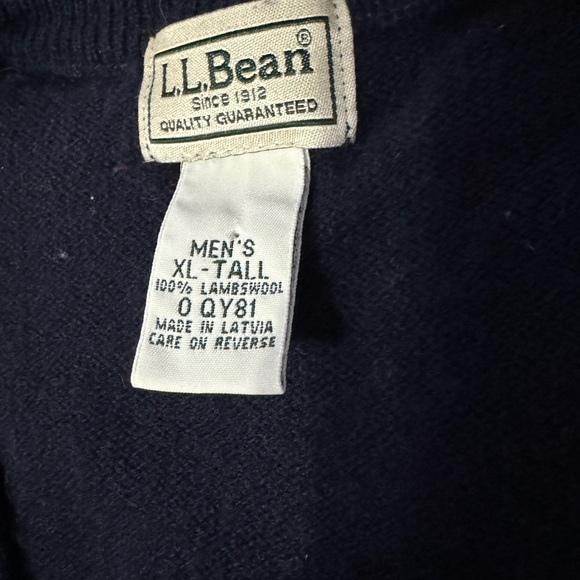 L.L.Bean®
Since 1912
QUALITY GUARANTEED
MEN'S
XL-TALL
100% LAMBSWOOL
0 QY81
MADE IN LATVIA
CARE ON REVERSE